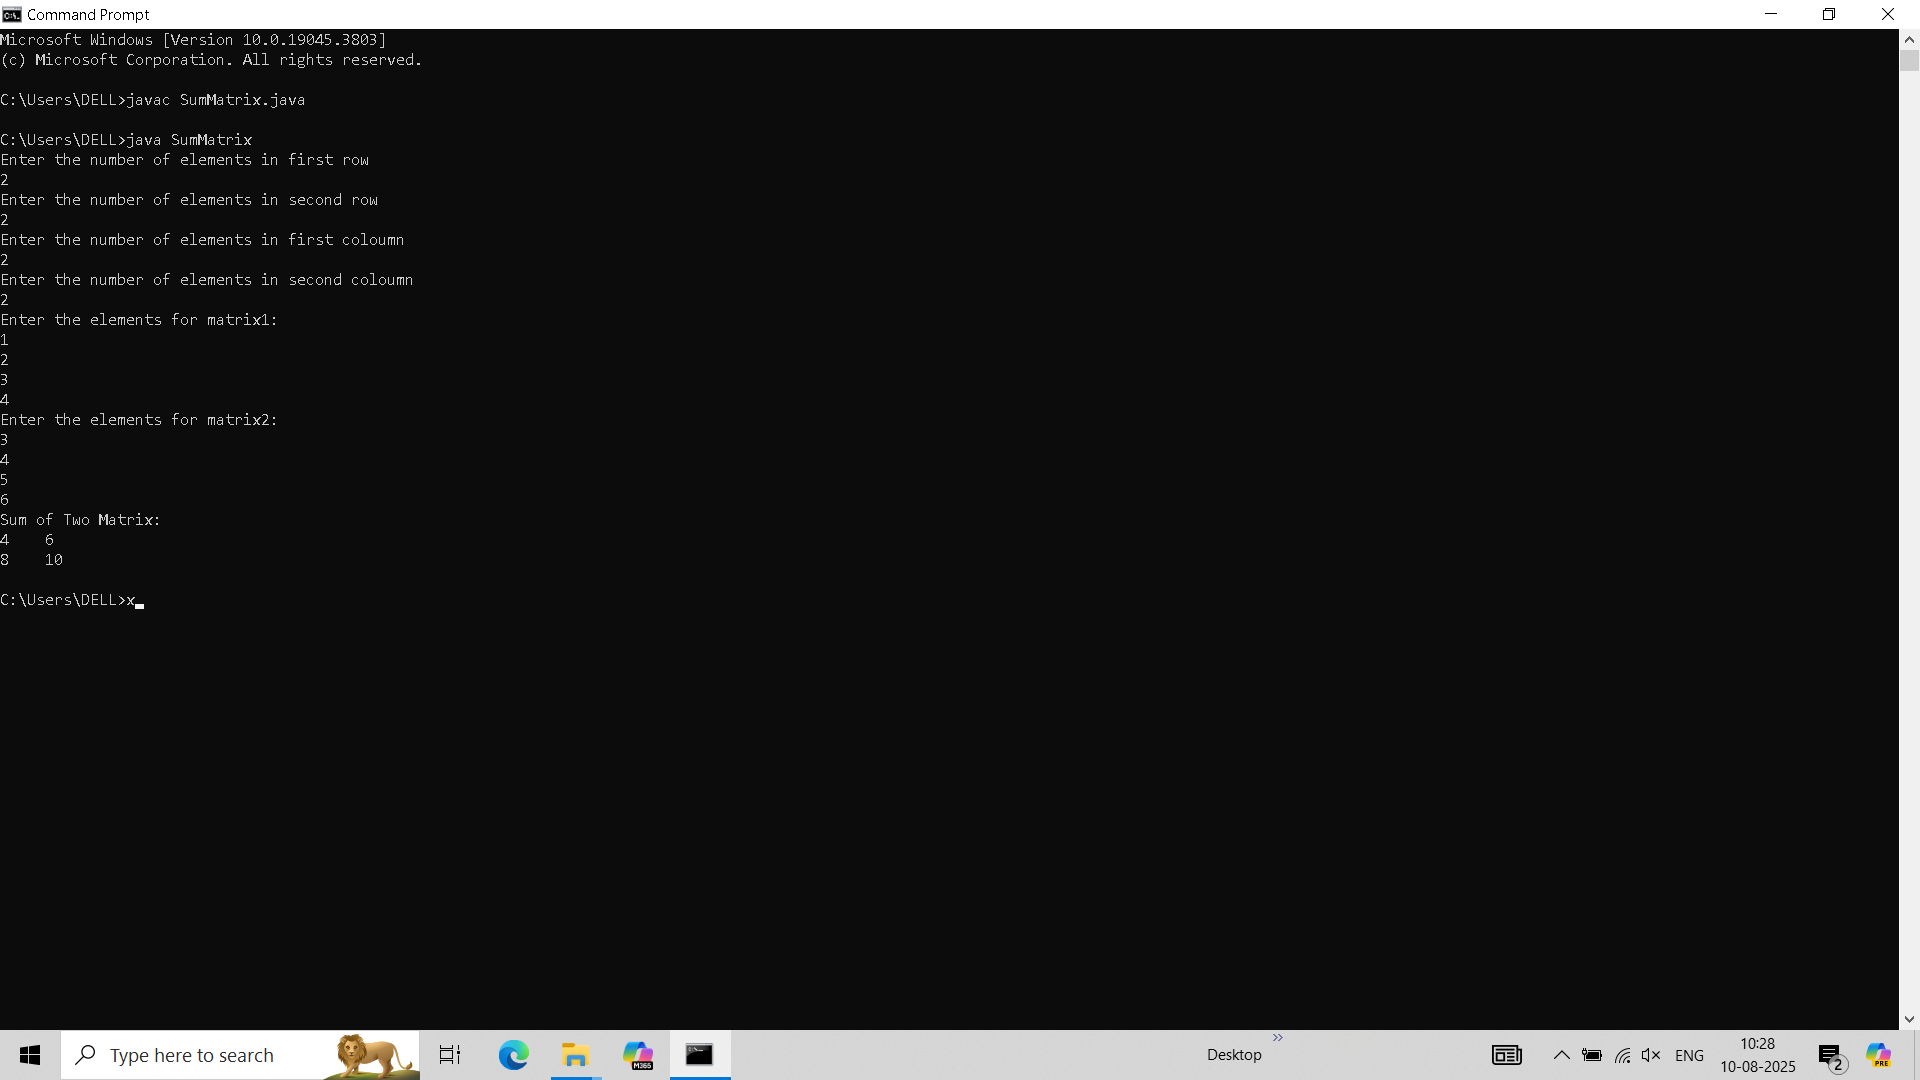 Command Prompt
Microsoft Windows [Version 10.0.19045.3803]
(c) Microsoft Corporation. All rights reserved.
C:\Users\DELL>javac SumMatrix.java
C:\Users\DELL>java SumMatrix
Enter the number of elements in first row
2
Enter the number of elements in second row
2
Enter the number of elements in first coloumn
2
Enter the number of elements in second coloumn
2
Enter the elements for matrix1:
1
2
3
4
Enter the elements for matrix2:
3
4
5
6
Sum of Two Matrix:
4    6
8    10
C:\Users\DELL>x
Type here to search
M365
Desktop
ENG
10:28
10-08-2025
2
PRE